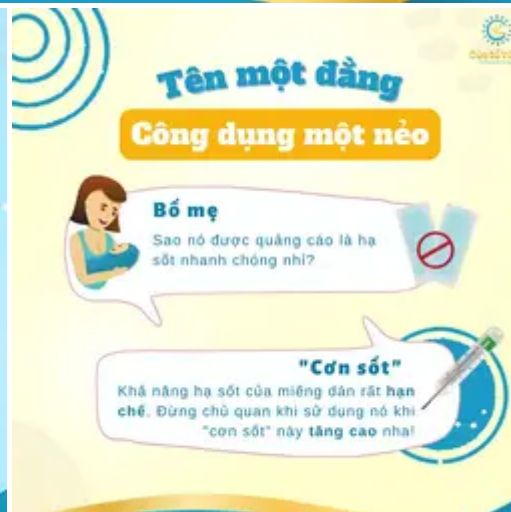 Tên một đằng
Công dụng một nẻo
Bố mẹ
Sao nó được quảng cáo là hạ
sốt nhanh chóng nhỉ?
"Cơn sốt"
Khả năng hạ sốt của miếng dán rất hạn
chế. Đừng chủ quan khi sử dụng nó khi
"cơn sốt" này tăng cao nha!